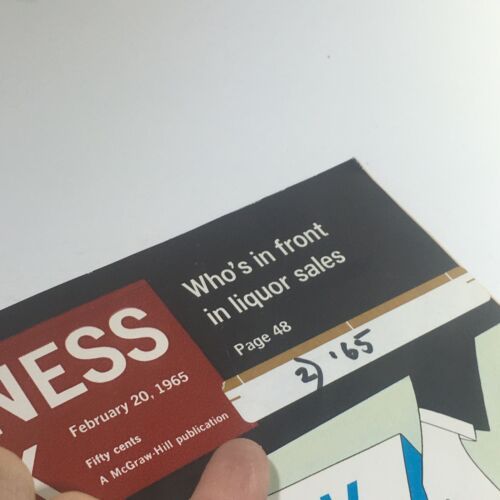 Who's in front
in liquor sales
Page 48
NESS
February 20, 1965
Fifty cents
A McGraw-Hill publication
2) '65